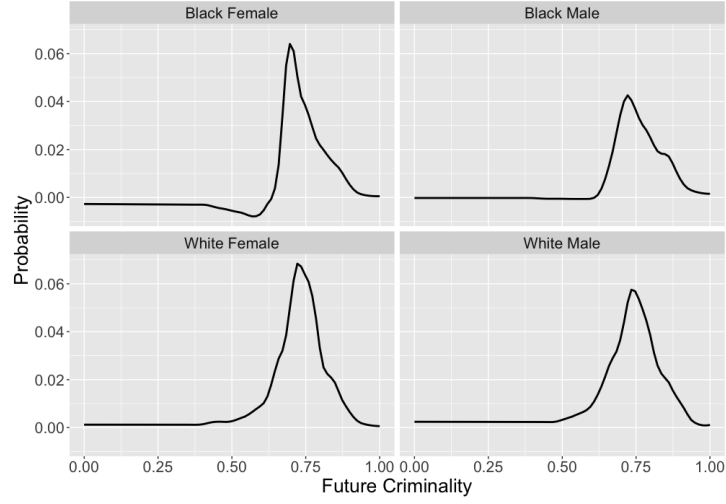 Black Female
Black Male
0.06
0.04
0.02
0.00
Probability
White Female
White Male
0.06
0.04
0.02
0.00
0.00 0.25 0.50 0.75 1.00 0.00 0.25 0.50 0.75 1.00
Future Criminality